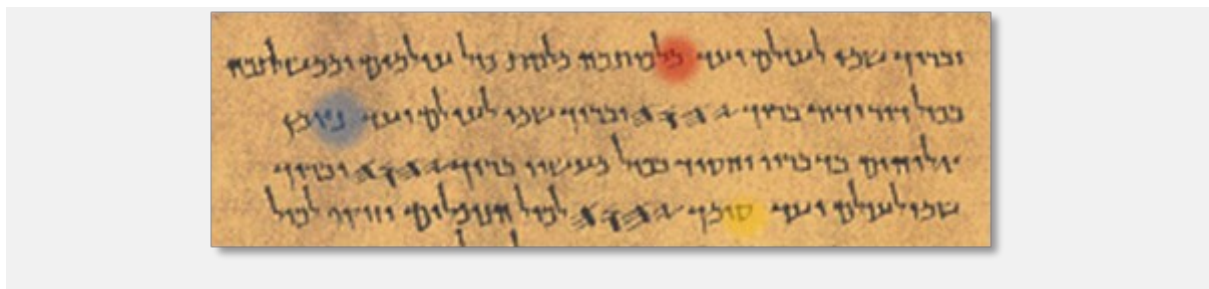 וברוך שמו לעולם ועד מלכותכה מלכות כול עולמים וממשלתכה
בכול דור ודור ברוך 𐤉𐤄𐤅𐤄 וברוך שמו לעולם ועד נאמן
אלוהים בדבריו וחסיד בכול מעשיו ברוך 𐤉𐤄𐤅𐤄 וברוך
שמו לעולם ועד סומך 𐤉𐤄𐤅𐤄 לכול הנופלים וזוקף לכול